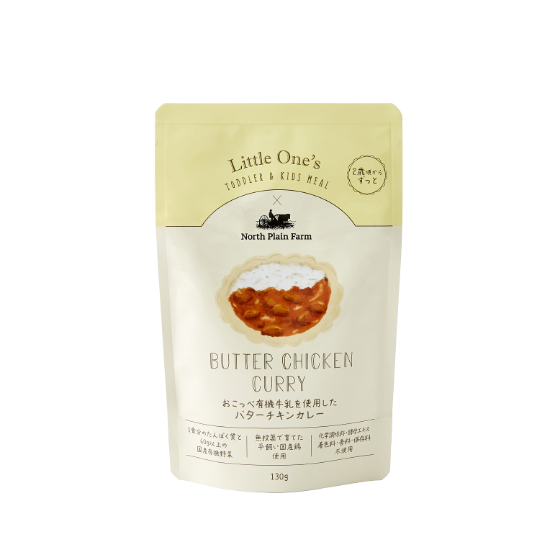 Little One's
TODDLER & KIDS MEAL
2歳頃から
ずっと
×
North Plain Farm
BUTTER CHICKEN
CURRY
おこっぺ有機牛乳を使用した
バターチキンカレー
1食分のたんぱく質と
60g以上の
国産有機野菜
無投薬で育てた
平飼い国産鶏
使用
化学調味料・酵母エキス
着色料・香料・保存料
不使用
130g